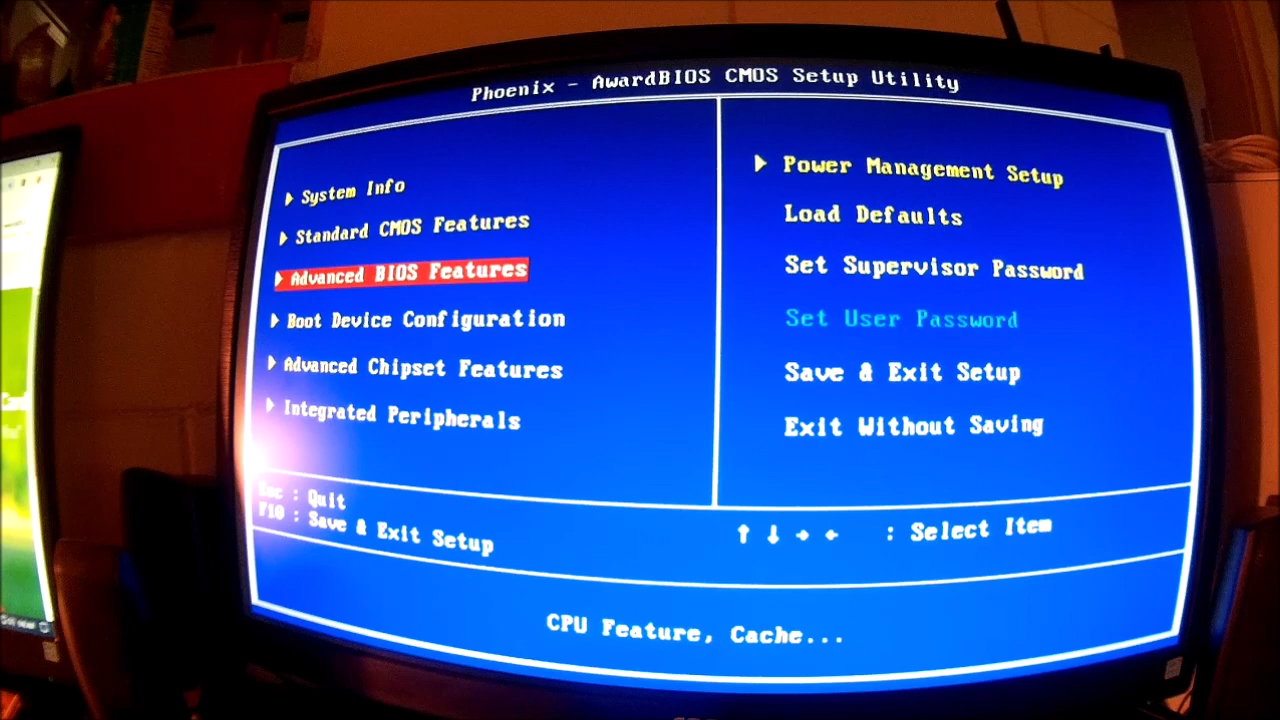 Phoenix - AwardBIOS CMOS Setup Utility
System Info
Standard CMOS Features
Advanced BIOS Features
Boot Device Configuration
Advanced Chipset Features
Integrated Peripherals
Power Management Setup
Load Defaults
Set Supervisor Password
Set User Password
Save & Exit Setup
Exit Without Saving
Esc : Quit
F10 : Save & Exit Setup
↑ ↓ → ← : Select Item
CPU Feature, Cache...